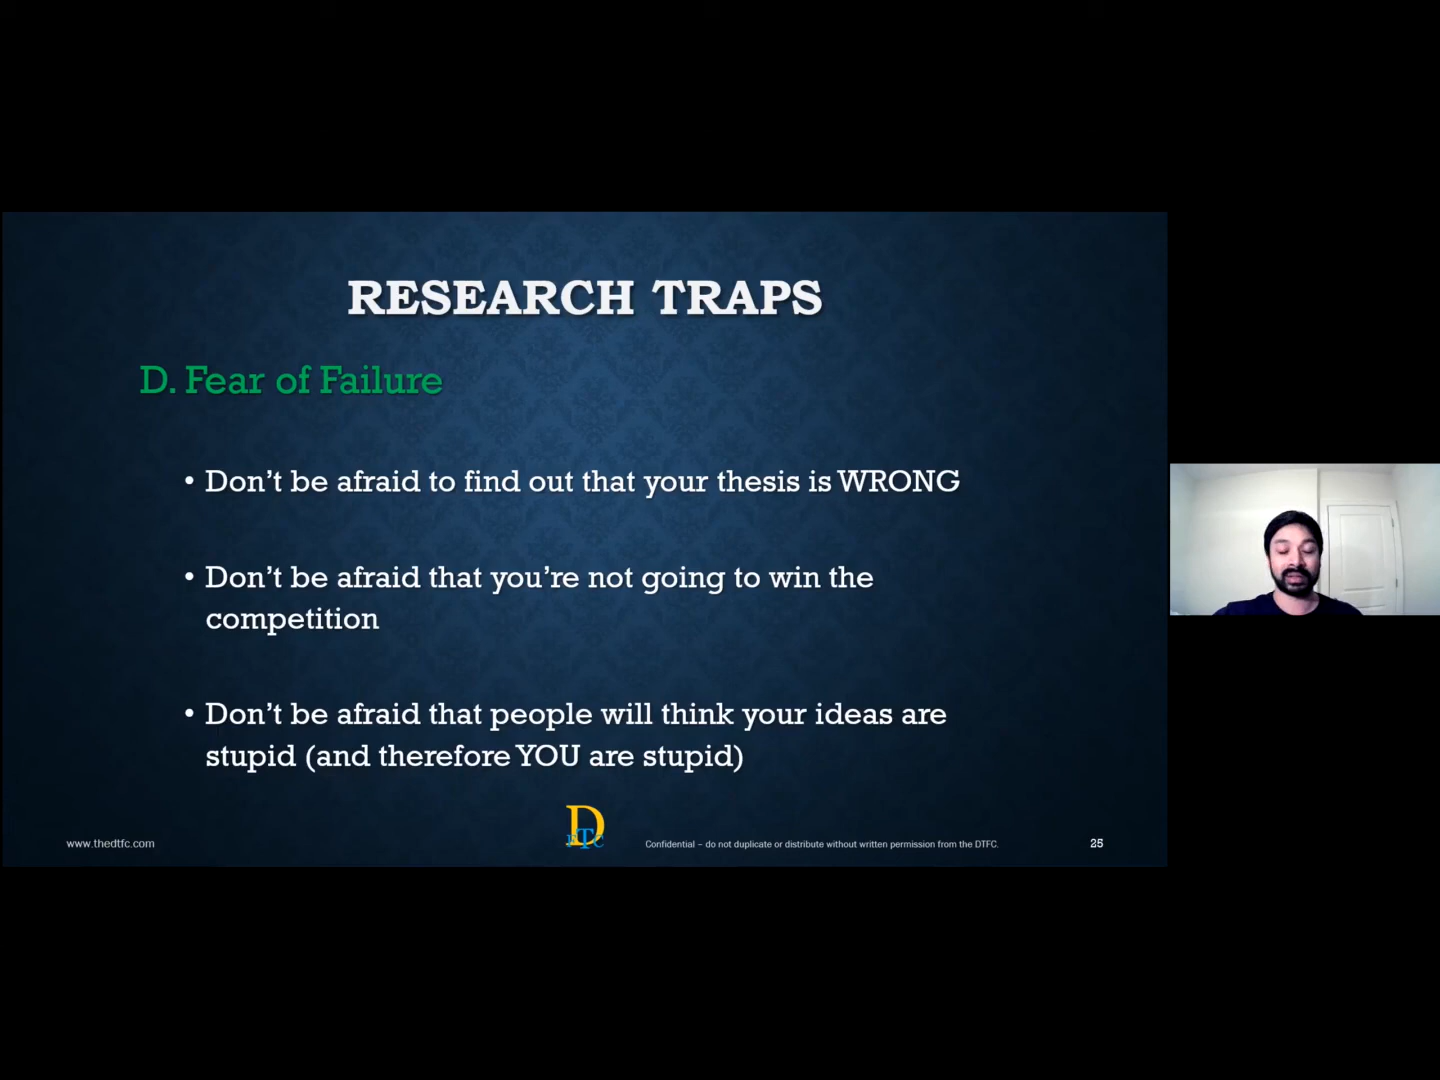 RESEARCH TRAPS
D. Fear of Failure
• Don’t be afraid to find out that your thesis is WRONG
• Don’t be afraid that you’re not going to win the
competition
• Don’t be afraid that people will think your ideas are
stupid (and therefore YOU are stupid)
www.thedtfc.com
DFTC
Confidential – do not duplicate or distribute without written permission from the DTFC.
25